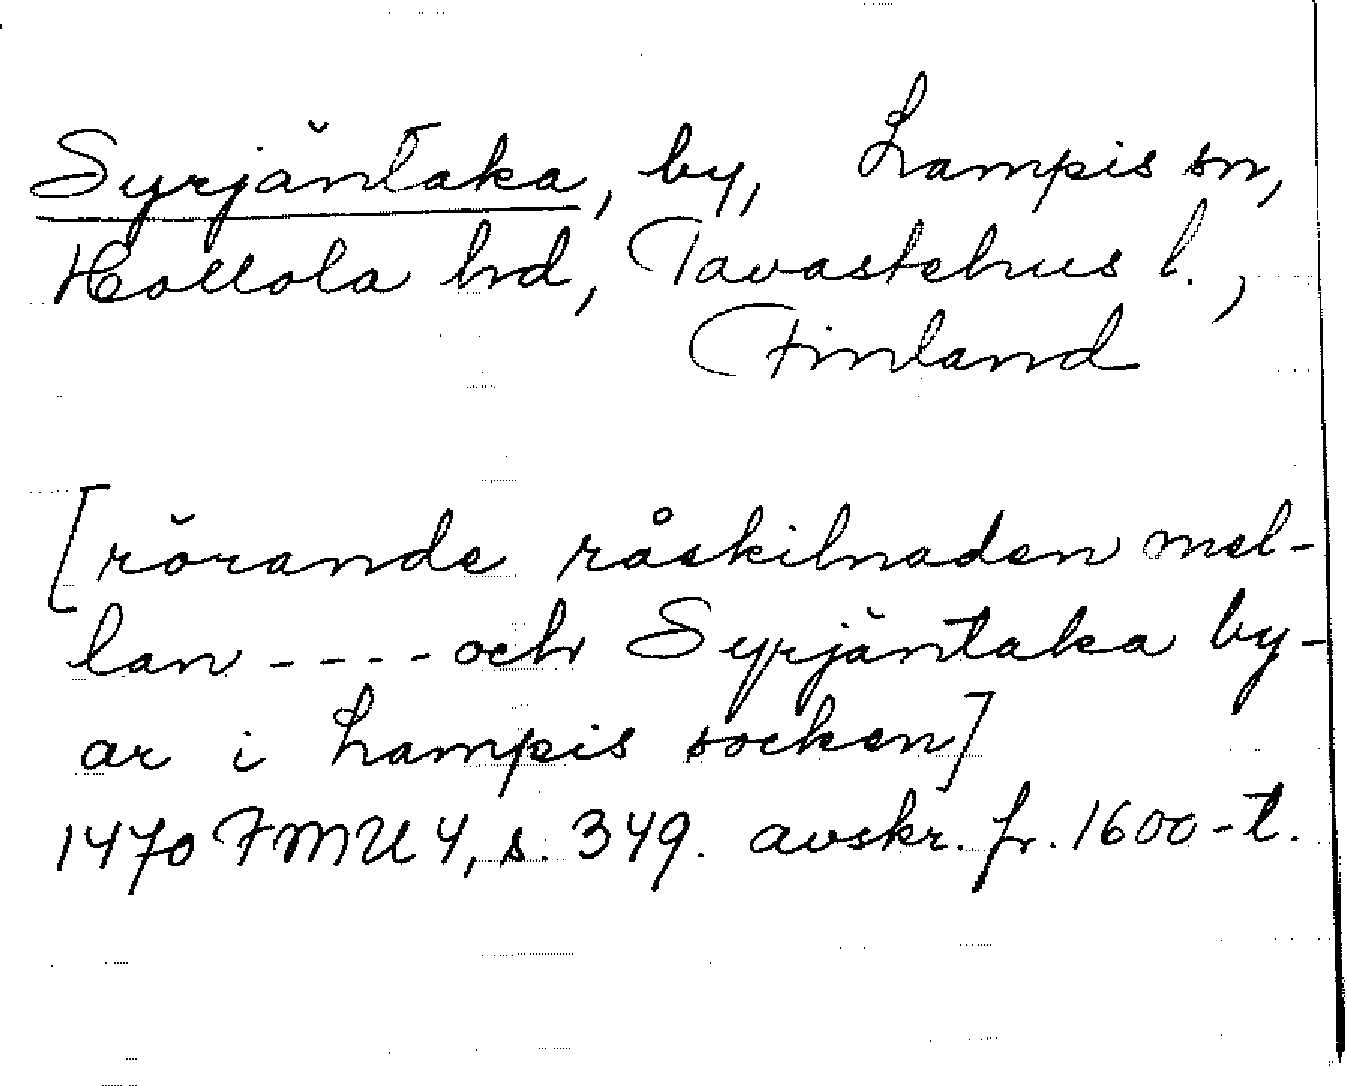 Syrjäntaka, by, Lampis sn,
Hollola hrd, Tavastehus l.,
Finland
[rörande råskilnaden mel-
lan ---- och Syrjäntaka by-
ar i Lampis socken]
1470 FMU 4, s. 349. avskr. fr. 1600-t.